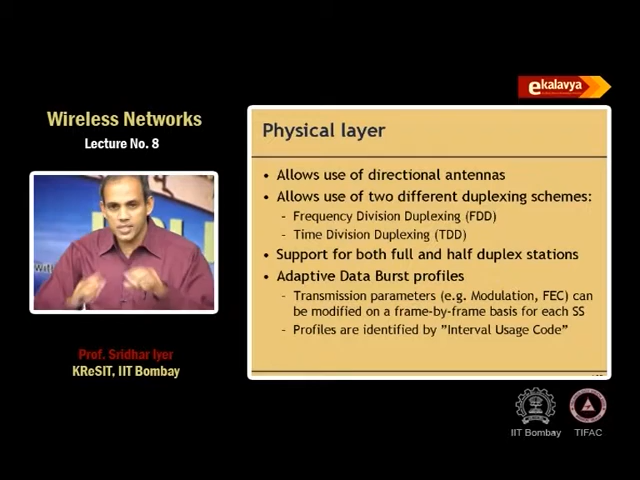 ekalavya
Wireless Networks
Lecture No. 8
Physical layer
• Allows use of directional antennas
• Allows use of two different duplexing schemes:
- Frequency Division Duplexing (FDD)
- Time Division Duplexing (TDD)
• Support for both full and half duplex stations
• Adaptive Data Burst profiles
- Transmission parameters (e.g. Modulation, FEC) can
be modified on a frame-by-frame basis for each SS
- Profiles are identified by "Interval Usage Code"
Prof. Sridhar Iyer
KReSIT, IIT Bombay
IIT Bombay
TIFAC